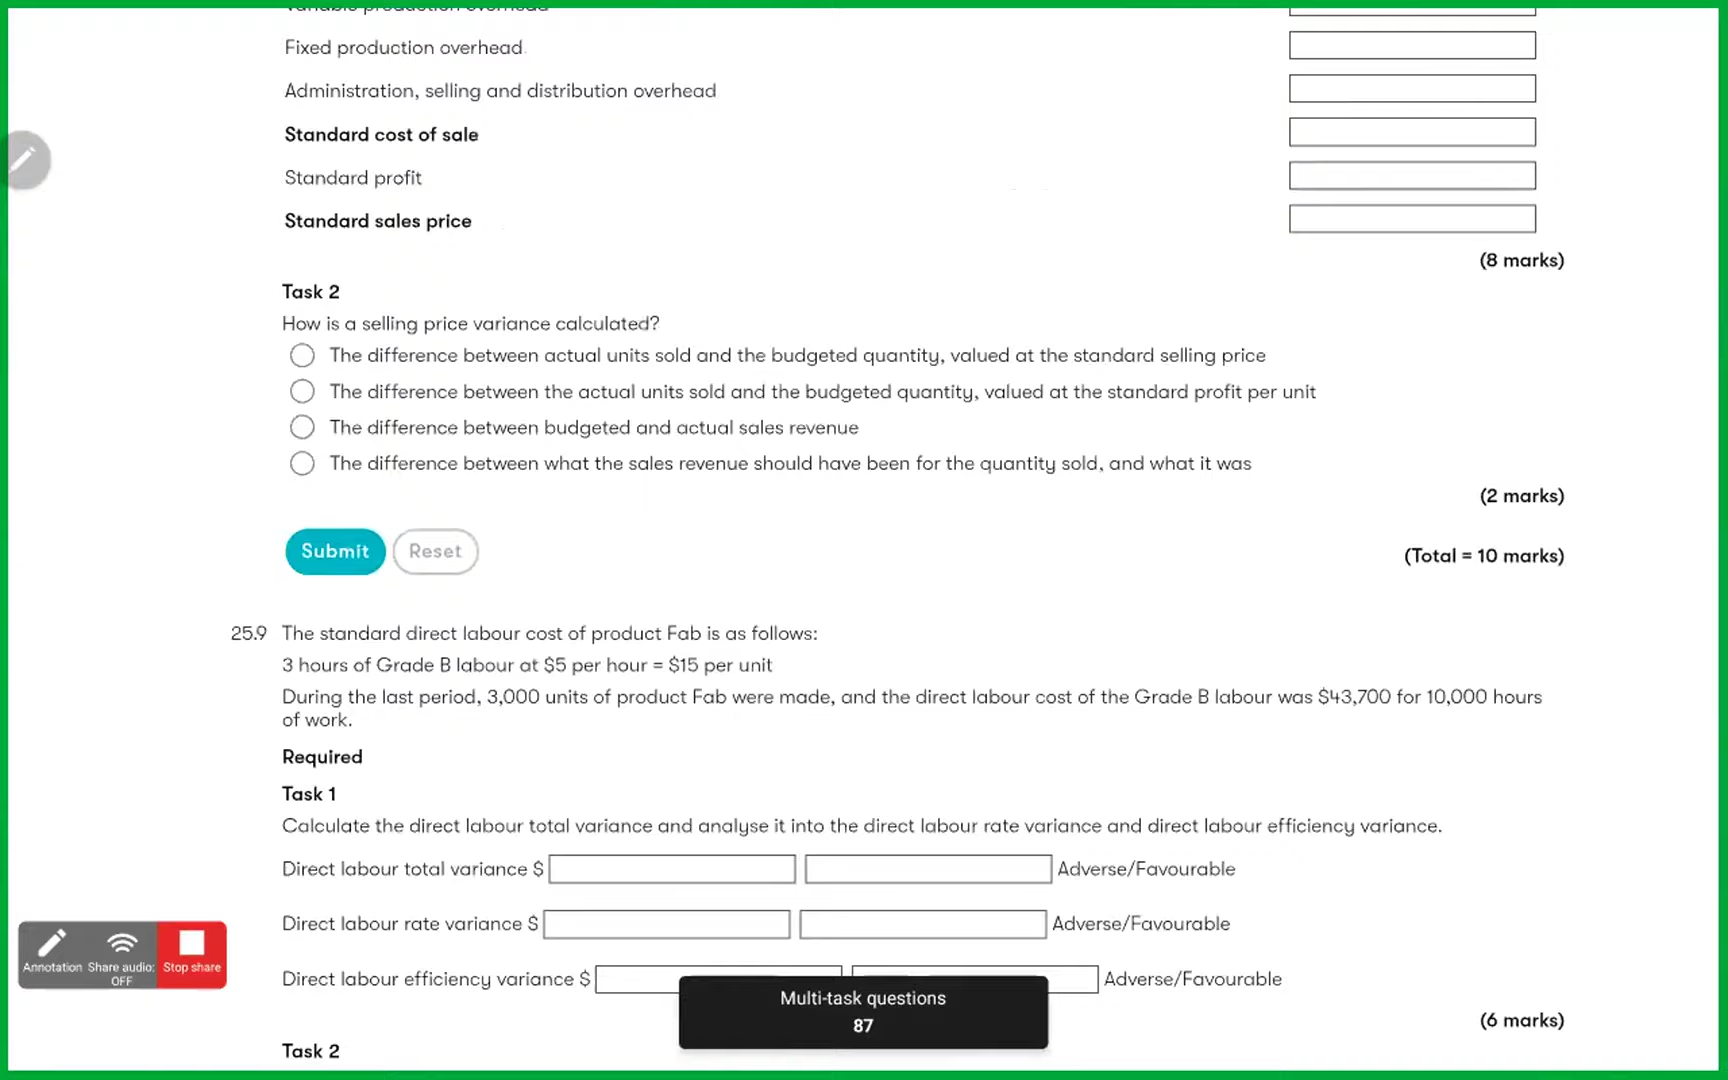 Variable production overhead
Fixed production overhead
Administration, selling and distribution overhead
Standard cost of sale
Standard profit
Standard sales price
(8 marks)
Task 2
How is a selling price variance calculated?
The difference between actual units sold and the budgeted quantity, valued at the standard selling price
The difference between the actual units sold and the budgeted quantity, valued at the standard profit per unit
The difference between budgeted and actual sales revenue
The difference between what the sales revenue should have been for the quantity sold, and what it was
(2 marks)
Submit Reset
(Total = 10 marks)
25.9 The standard direct labour cost of product Fab is as follows:
3 hours of Grade B labour at $5 per hour = $15 per unit
During the last period, 3,000 units of product Fab were made, and the direct labour cost of the Grade B labour was $43,700 for 10,000 hours
of work.
Required
Task 1
Calculate the direct labour total variance and analyse it into the direct labour rate variance and direct labour efficiency variance.
Direct labour total variance $ Adverse/Favourable
Direct labour rate variance $ Adverse/Favourable
Annotation Share audio: OFF Stop share
Direct labour efficiency variance $ Adverse/Favourable
Multi-task questions
87
(6 marks)
Task 2